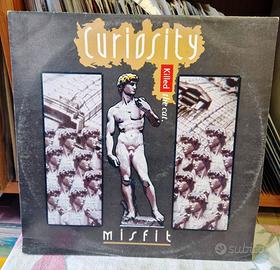 Curiosity
Killed the cat.
misfit
subito